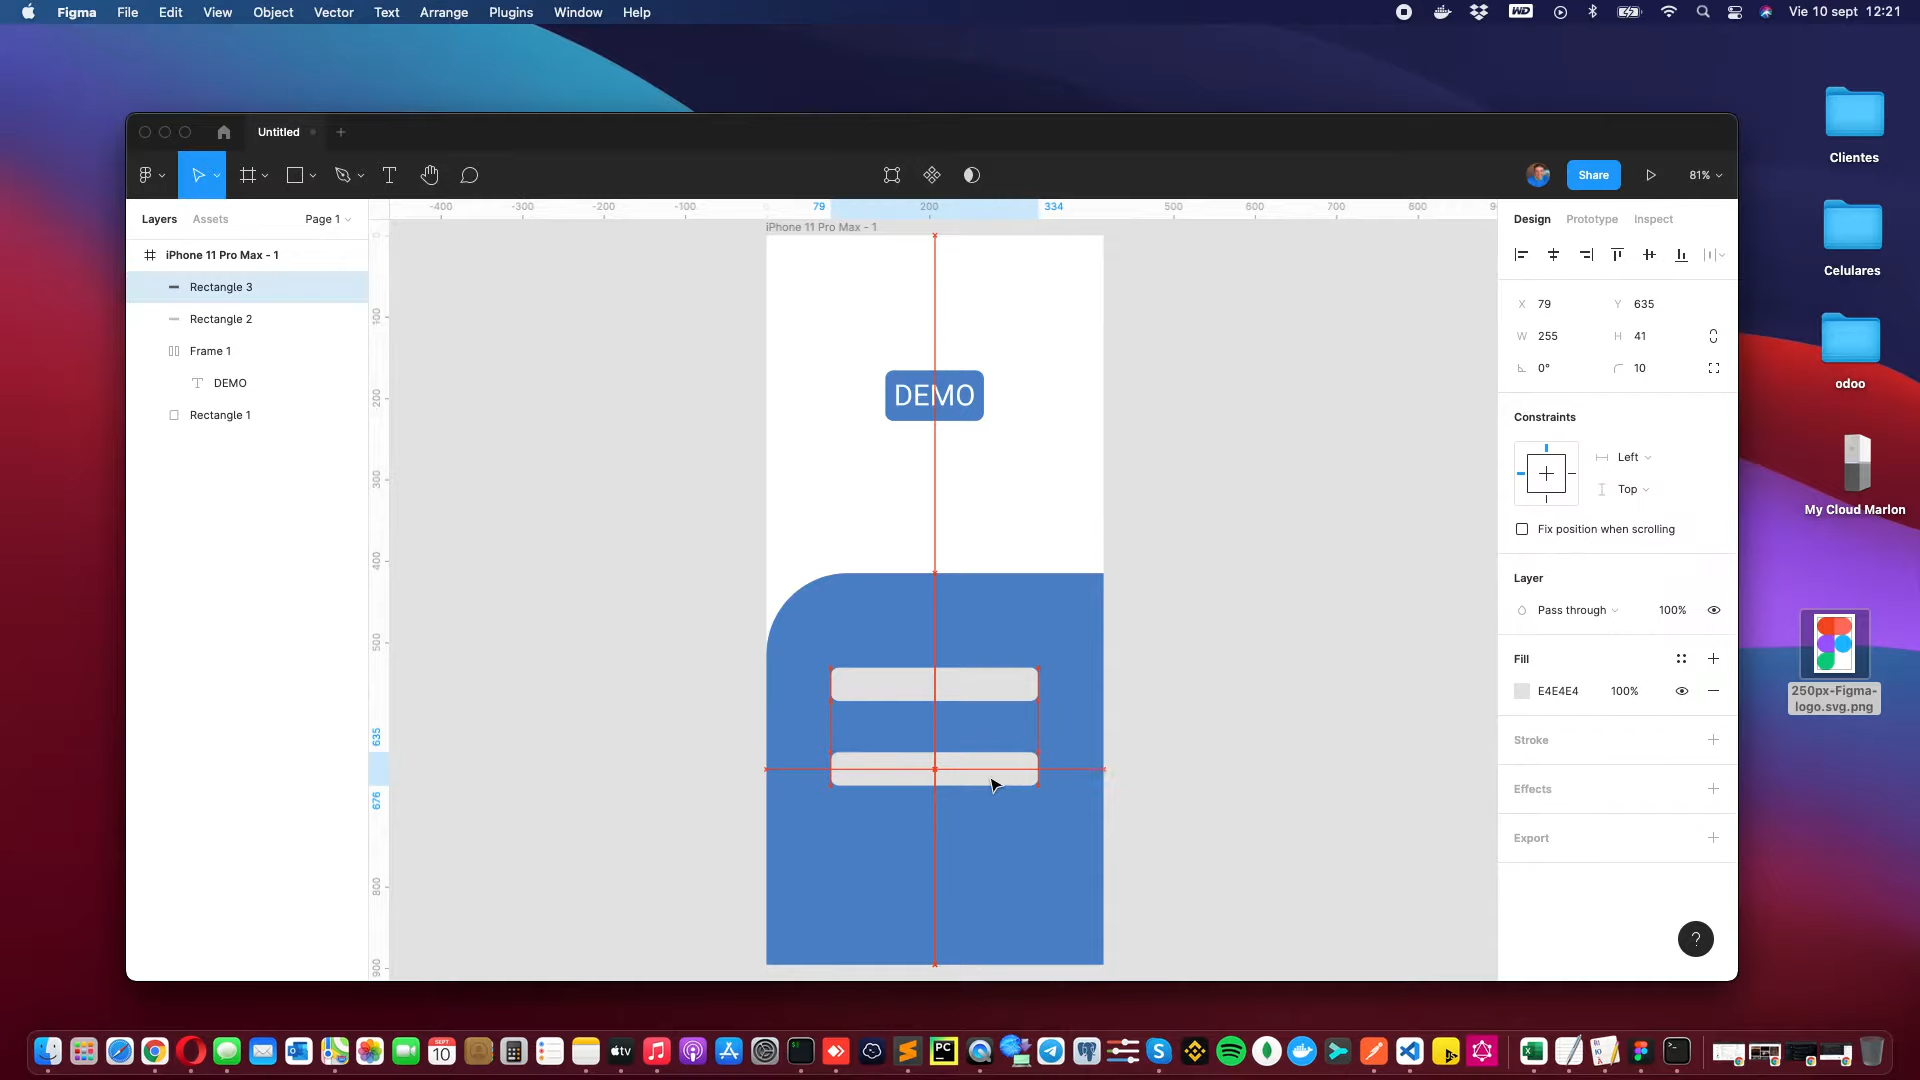 Figma File Edit View Object Vector Text Arrange Plugins Window Help
WD
Vie 10 sept 12:21
Untitled
Share
81%
Layers Assets Page 1
iPhone 11 Pro Max - 1
Rectangle 3
Rectangle 2
Frame 1
DEMO
Rectangle 1
-400 -300 -200 -100 79 200 334 500 600 700 800
100
200
300
400
500
635
676
800
900
iPhone 11 Pro Max - 1
DEMO
Design Prototype Inspect
X 79 Y 635
W 255 H 41
0° 10
Constraints
Left
Top
Fix position when scrolling
Layer
Pass through 100%
Fill
E4E4E4 100%
Stroke
Effects
Export
?
Clientes
Celulares
odoo
My Cloud Marlon
250px-Figma-
logo.svg.png
SEPT
10
tv
PC